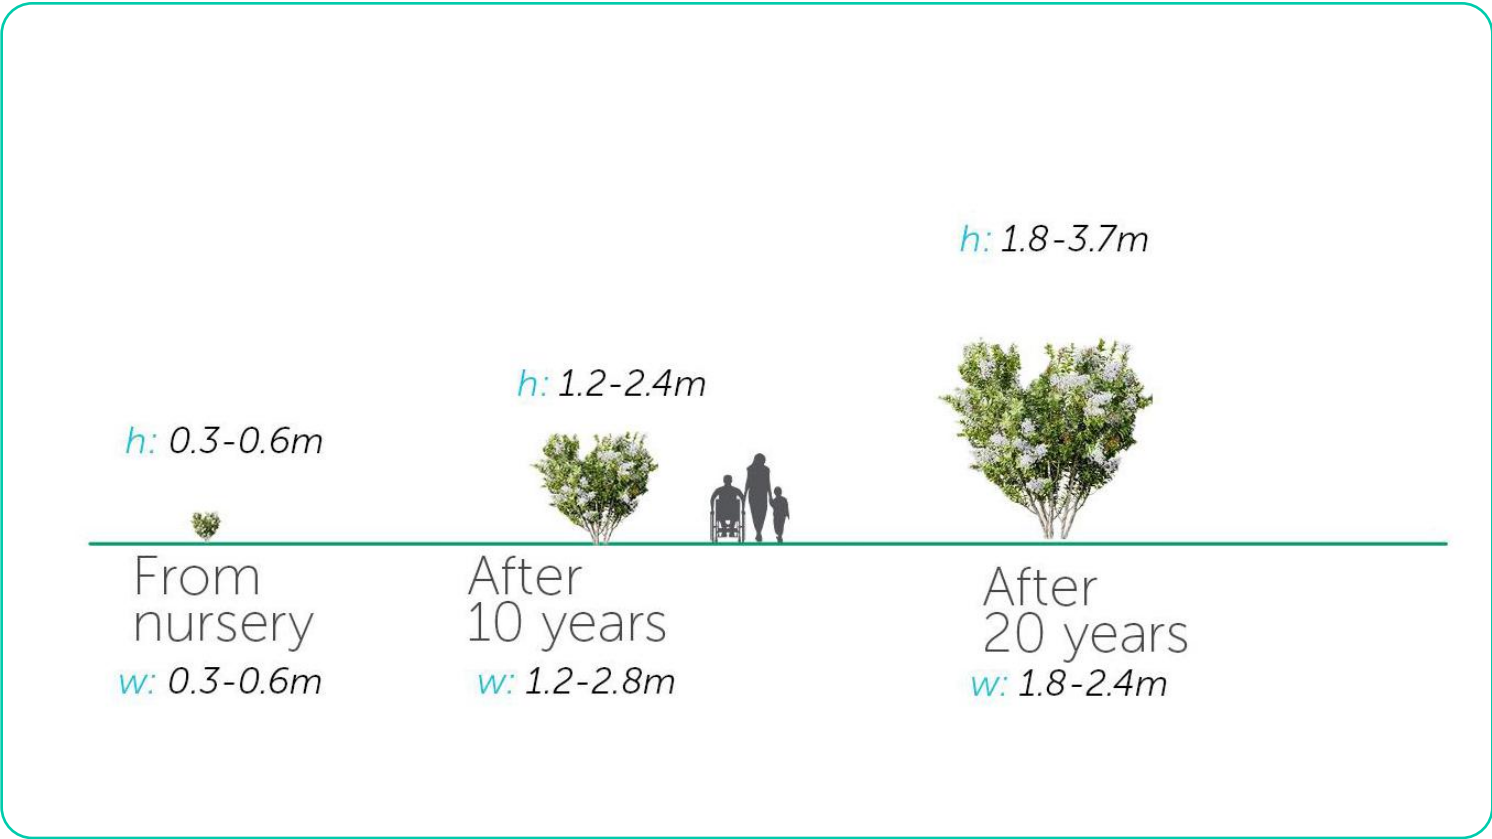 h: 0.3-0.6m
From
nursery
w: 0.3-0.6m
h: 1.2-2.4m
After
10 years
w: 1.2-2.8m
h: 1.8-3.7m
After
20 years
w: 1.8-2.4m